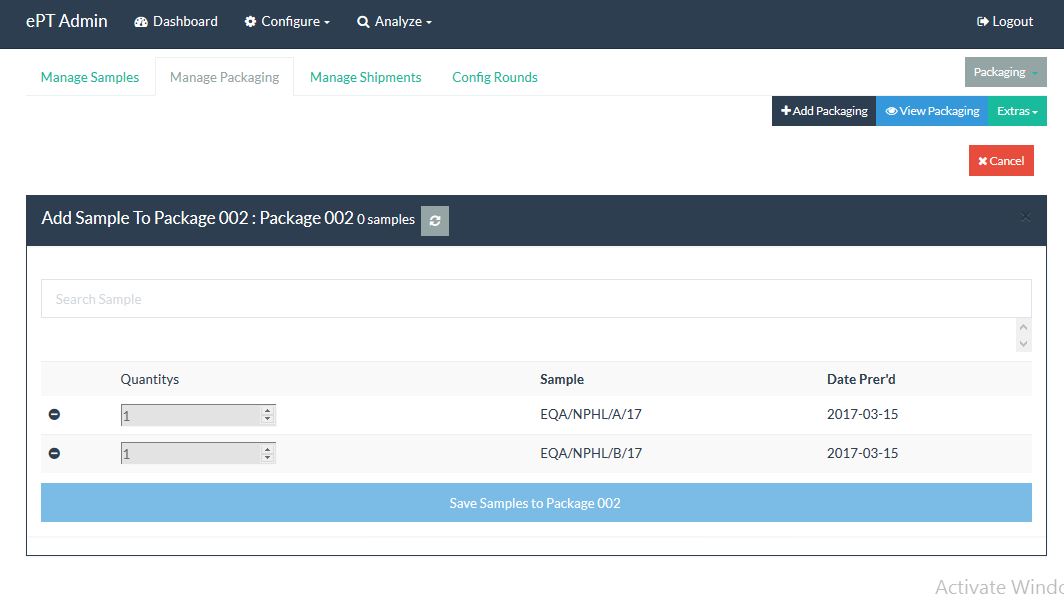 ePT Admin Dashboard Configure Analyze Logout
Manage Samples Manage Packaging Manage Shipments Config Rounds Packaging
Add Packaging View Packaging Extras
Cancel
Add Sample To Package 002 : Package 002 0 samples
Search Sample
Quantitys Sample Date Prer'd
1 EQA/NPHL/A/17 2017-03-15
1 EQA/NPHL/B/17 2017-03-15
Save Samples to Package 002
Activate Windo